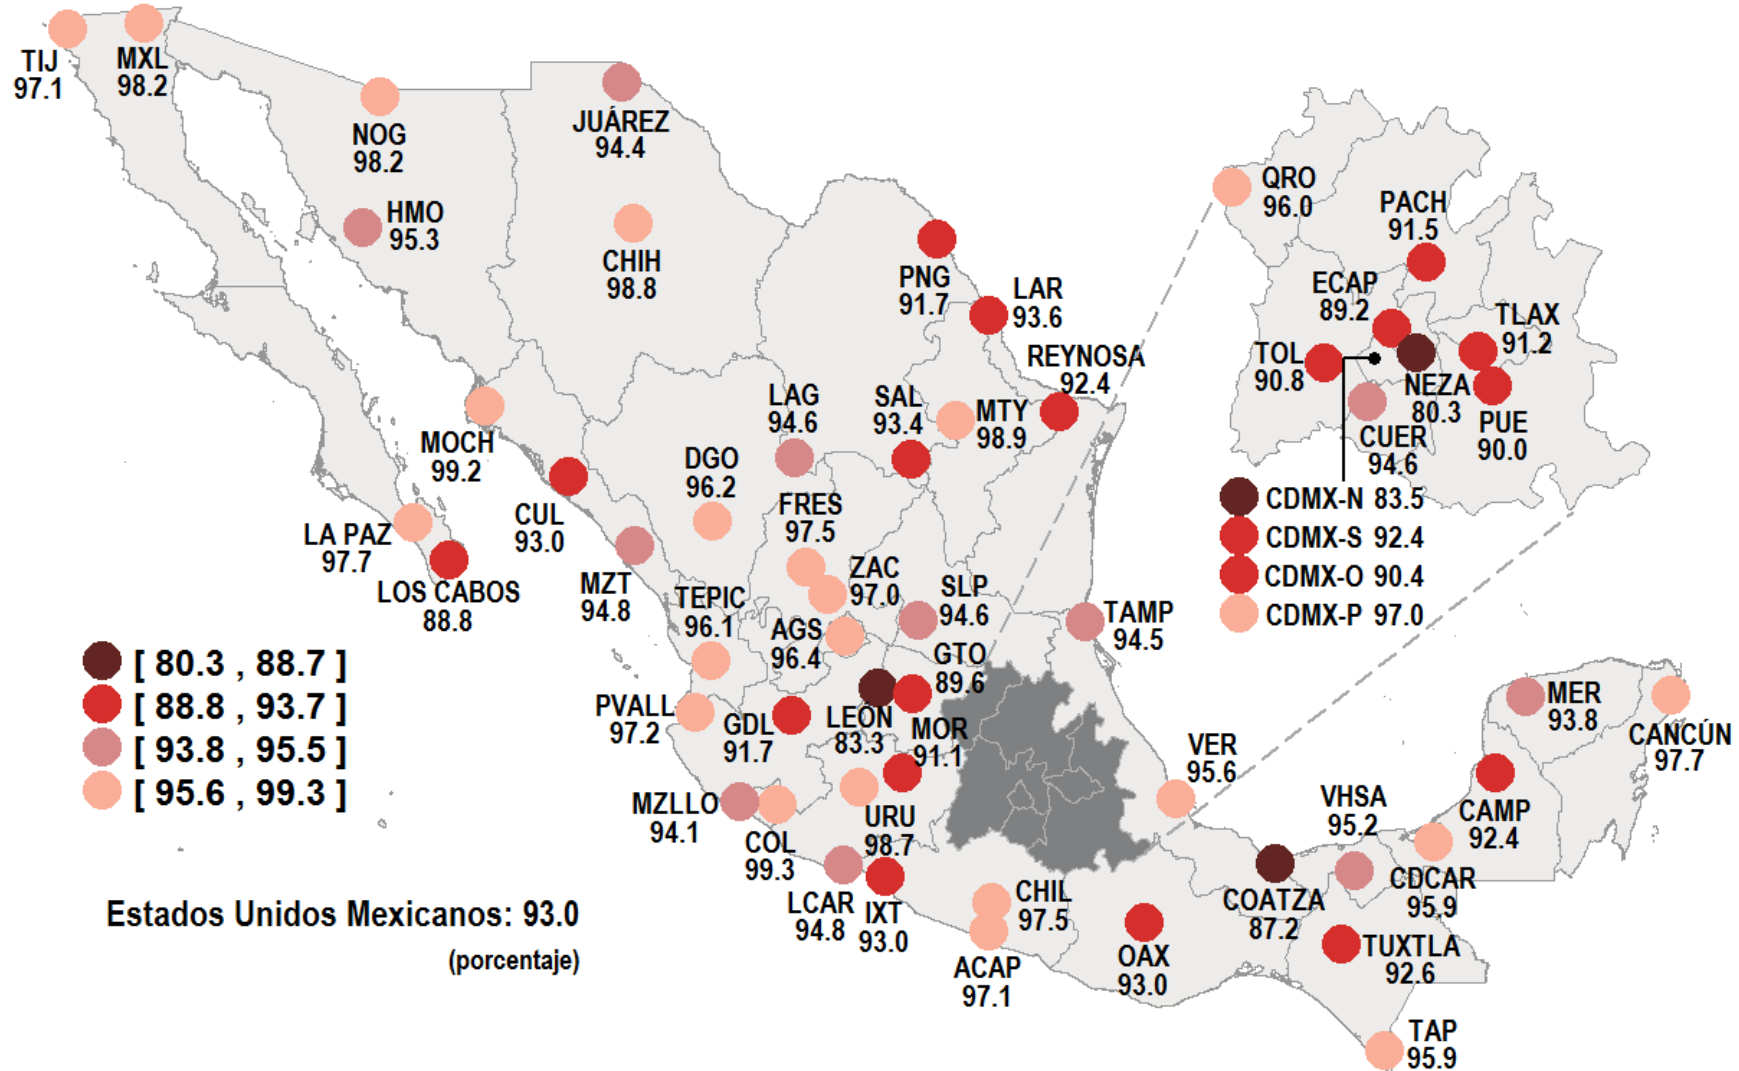 TIJ
97.1
MXL
98.2
NOG
98.2
HMO
95.3
JUÁREZ
94.4
CHIH
98.8
PNG
91.7
LAR
93.6
REYNOSA
92.4
MOCH
99.2
CUL
93.0
LA PAZ
97.7
LOS CABOS
88.8
MZT
94.8
DGO
96.2
LAG
94.6
SAL
93.4
MTY
98.9
FRES
97.5
ZAC
97.0
TEPIC
96.1
AGS
96.4
SLP
94.6
GTO
89.6
TAMP
94.5
PVALL
97.2
GDL
91.7
LEÓN
83.3
MOR
91.1
MZLLO
94.1
COL
99.3
URU
98.7
LCAR
94.8
IXT
93.0
CHIL
97.5
ACAP
97.1
OAX
93.0
VER
95.6
COATZA
87.2
VHSA
95.2
CDCAR
95.9
CAMP
92.4
MER
93.8
CANCÚN
97.7
TUXTLA
92.6
TAP
95.9
QRO
96.0
PACH
91.5
ECAP
89.2
TLAX
91.2
TOL
90.8
NEZA
80.3
PUE
90.0
CUER
94.6
CDMX-N 83.5
CDMX-S 92.4
CDMX-O 90.4
CDMX-P 97.0
[ 80.3 , 88.7 ]
[ 88.8 , 93.7 ]
[ 93.8 , 95.5 ]
[ 95.6 , 99.3 ]
Estados Unidos Mexicanos: 93.0
(porcentaje)